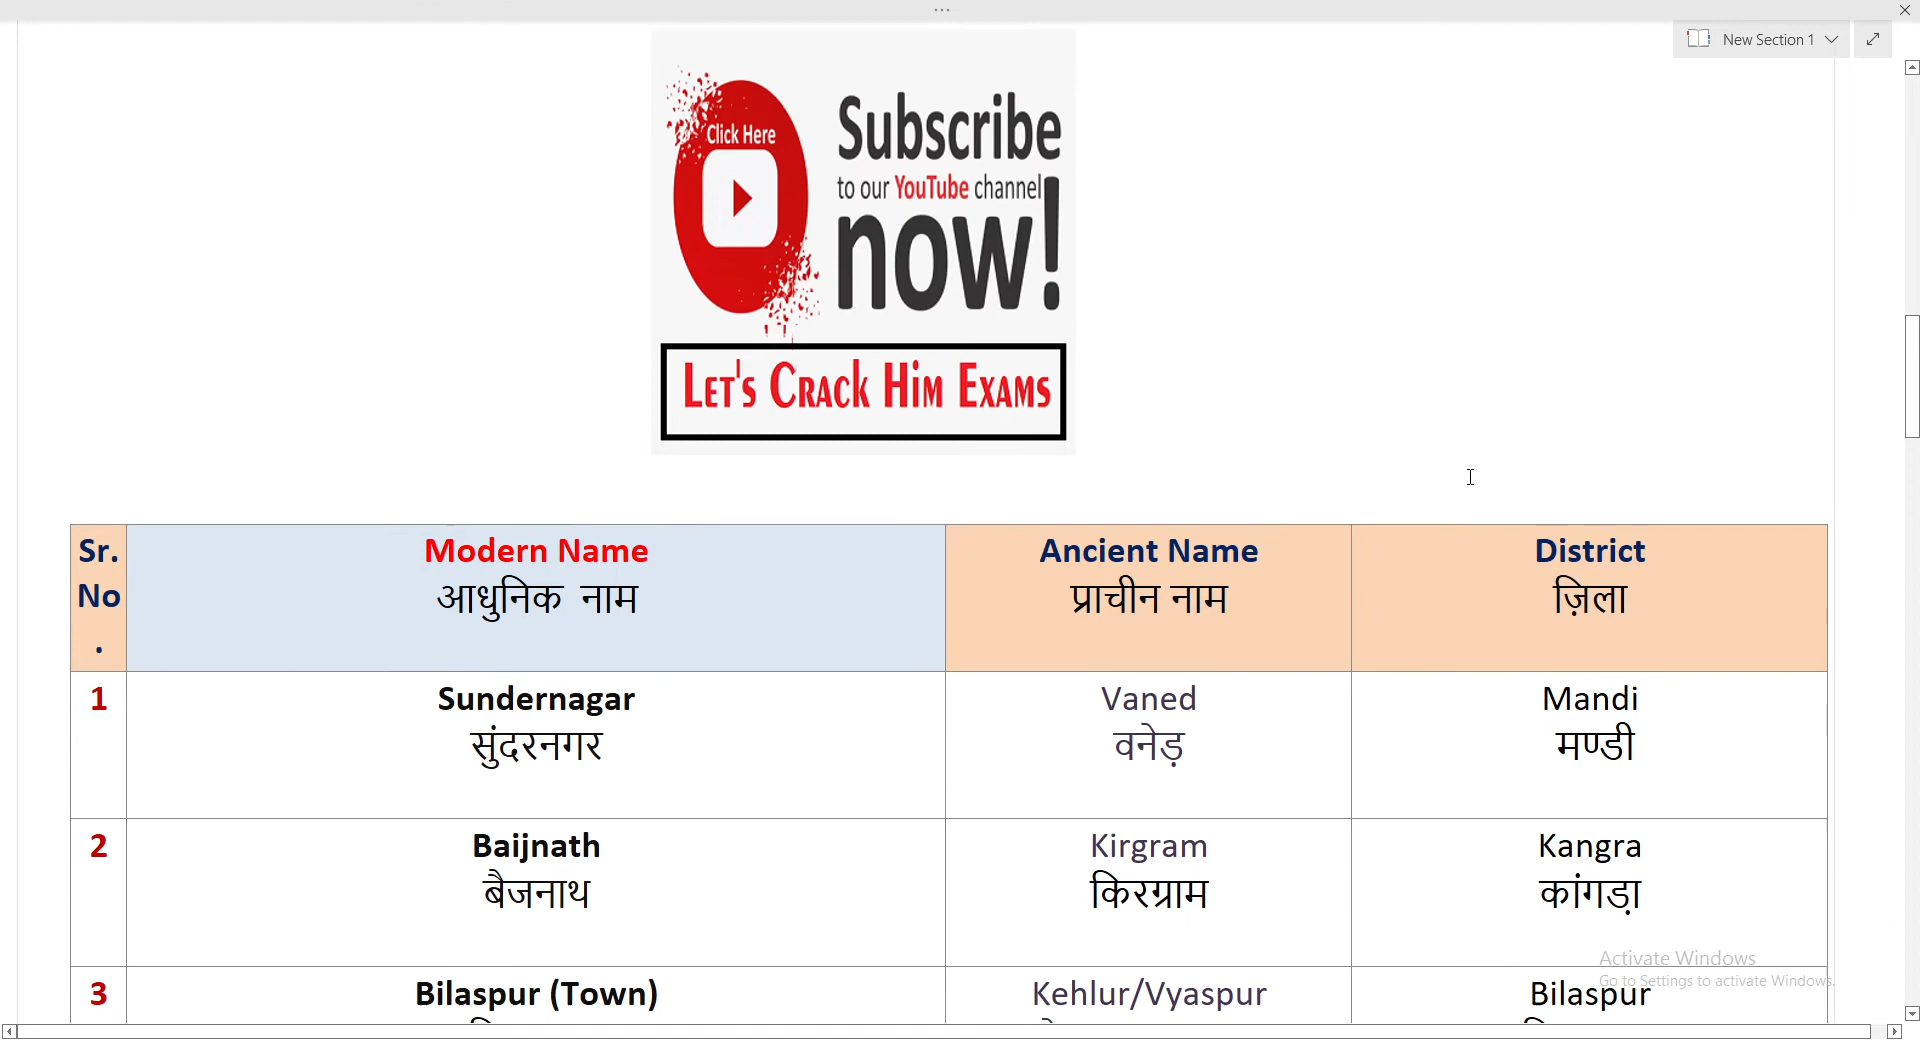 New Section 1
Click Here
Subscribe
to our YouTube channel
now!
Let's Crack Him Exams
Sr. No .
Modern Name
आधुनिक नाम
Ancient Name
प्राचीन नाम
District
ज़िला
1
Sundernagar
सुंदरनगर
Vaned
वनेड़
Mandi
मण्डी
2
Baijnath
बैजनाथ
Kirgram
किरग्राम
Kangra
कांगड़ा
3
Bilaspur (Town)
Kehlur/Vyaspur
Bilaspur
Activate Windows
Go to Settings to activate Windows.